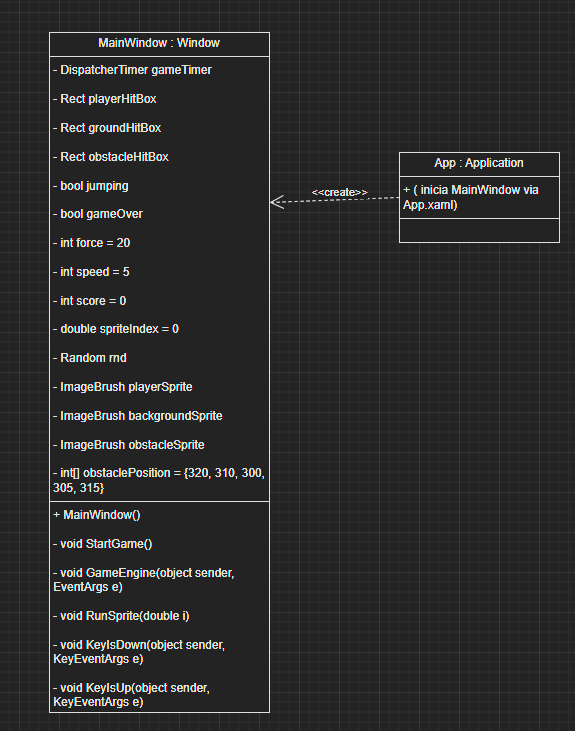 MainWindow : Window
- DispatcherTimer gameTimer
- Rect playerHitBox
- Rect groundHitBox
- Rect obstacleHitBox
- bool jumping
- bool gameOver
- int force = 20
- int speed = 5
- int score = 0
- double spriteIndex = 0
- Random rnd
- ImageBrush playerSprite
- ImageBrush backgroundSprite
- ImageBrush obstacleSprite
- int[] obstaclePosition = {320, 310, 300,
305, 315}
+ MainWindow()
- void StartGame()
- void GameEngine(object sender,
EventArgs e)
- void RunSprite(double i)
- void KeyIsDown(object sender,
KeyEventArgs e)
- void KeyIsUp(object sender,
KeyEventArgs e)
<<create>>
App : Application
+ ( inicia MainWindow via
App.xaml)